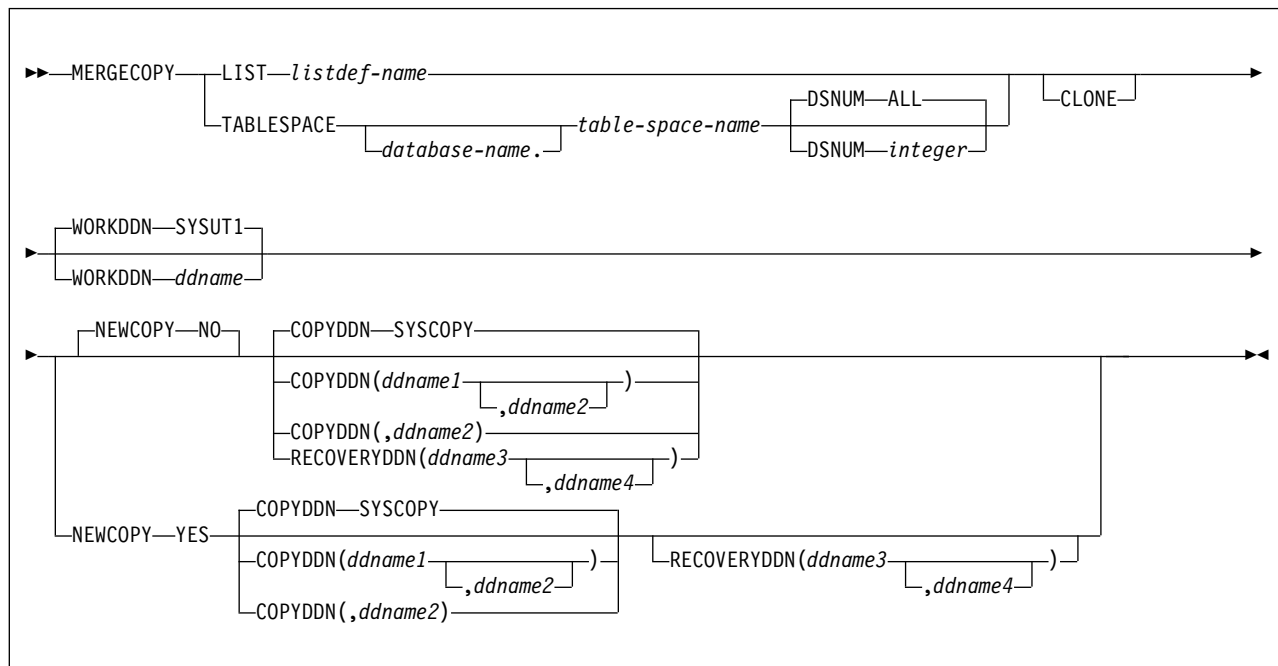 MERGECOPY LIST listdef-name CLONE
TABLESPACE database-name. table-space-name DSNUM ALL
DSNUM integer
WORKDDN SYSUT1
WORKDDN ddname
NEWCOPY NO COPYDDN SYSCOPY
COPYDDN(ddname1 ,ddname2 )
COPYDDN(,ddname2)
RECOVERYDDN(ddname3 ,ddname4 )
NEWCOPY YES COPYDDN SYSCOPY
COPYDDN(ddname1 ,ddname2 ) RECOVERYDDN(ddname3 ,ddname4 )
COPYDDN(,ddname2)